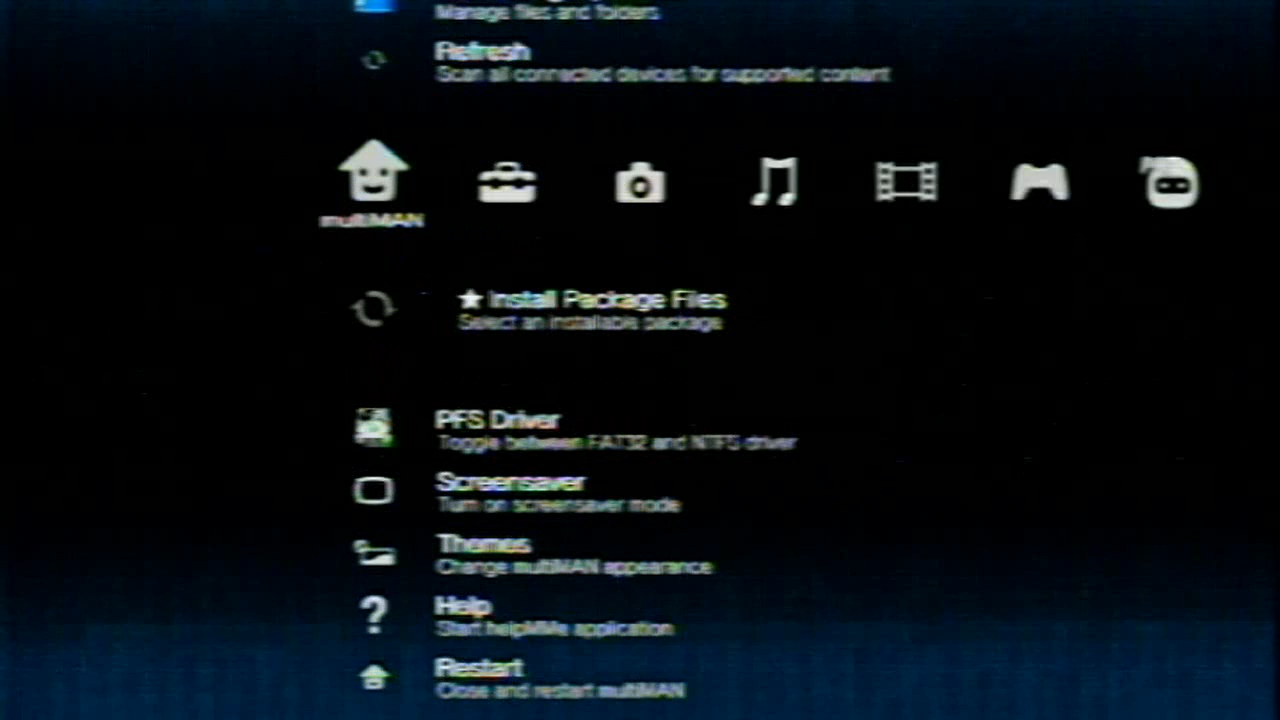 Manage files and folders
Refresh
Scan all connected devices for supported content
multiMAN
★ Install Package Files
Select an installable package
PFS Driver
Toggle between FAT32 and NTFS driver
Screensaver
Turn on screensaver mode
Themes
Change multiMAN appearance
Help
Start helpMMe application
Restart
Close and restart multiMAN